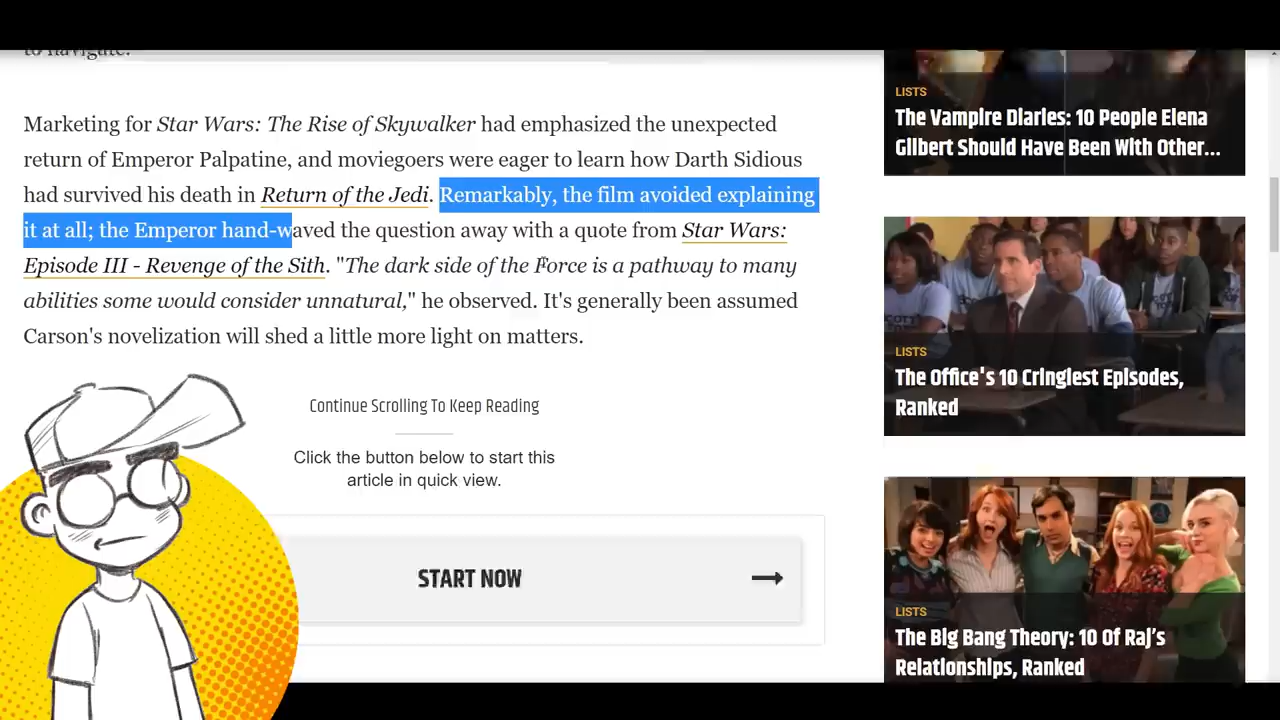 to navigate.
Marketing for Star Wars: The Rise of Skywalker had emphasized the unexpected
return of Emperor Palpatine, and moviegoers were eager to learn how Darth Sidious
had survived his death in Return of the Jedi. Remarkably, the film avoided explaining
it at all; the Emperor hand-waved the question away with a quote from Star Wars:
Episode III - Revenge of the Sith. "The dark side of the Force is a pathway to many
abilities some would consider unnatural," he observed. It's generally been assumed
Carson's novelization will shed a little more light on matters.
Continue Scrolling To Keep Reading
Click the button below to start this
article in quick view.
START NOW
LISTS
The Vampire Diaries: 10 People Elena
Gilbert Should Have Been With Other...
LISTS
The Office's 10 Cringiest Episodes,
Ranked
LISTS
The Big Bang Theory: 10 Of Raj's
Relationships, Ranked